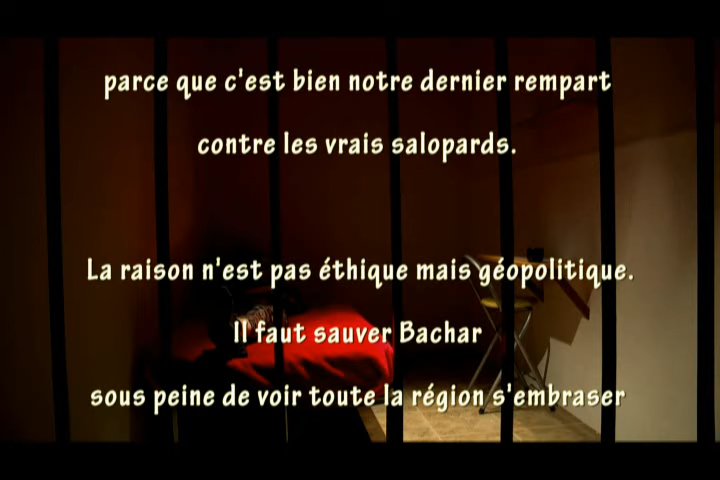 parce que c'est bien notre dernier rempart
contre les vrais salopards.
La raison n'est pas éthique mais géopolitique.
Il faut sauver Bachar
sous peine de voir toute la région s'embraser